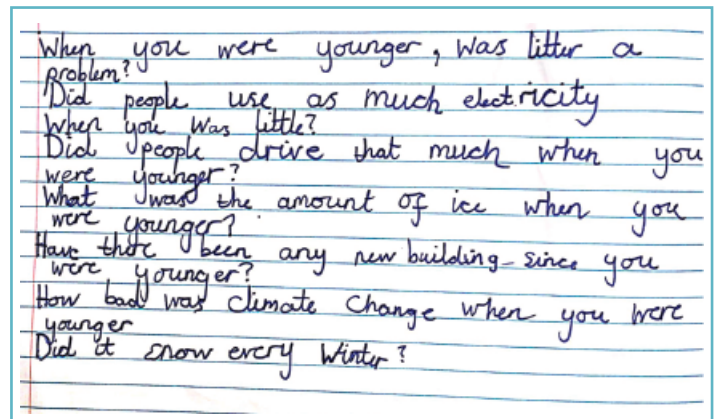 When you were younger, was litter a
problem?
Did people use as much electricity
When you was little?
Did people drive that much when you
were younger?
What was the amount of ice when you
were younger?
Have there been any new building since you
were younger?
How bad was climate change when you were
younger
Did it snow every Winter?